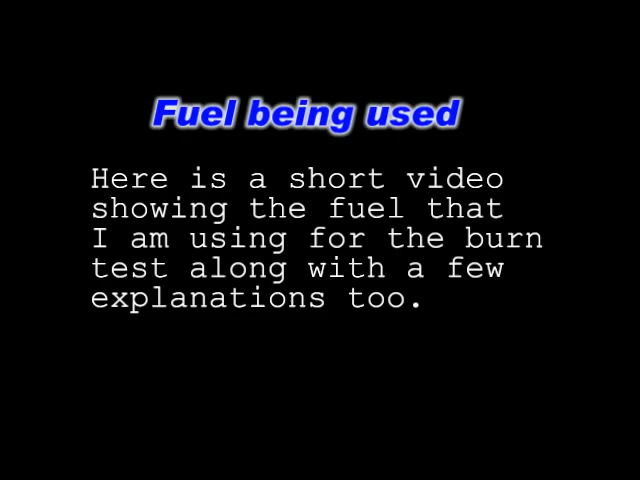 Fuel being used
Here is a short video
showing the fuel that
I am using for the burn
test along with a few
explanations too.